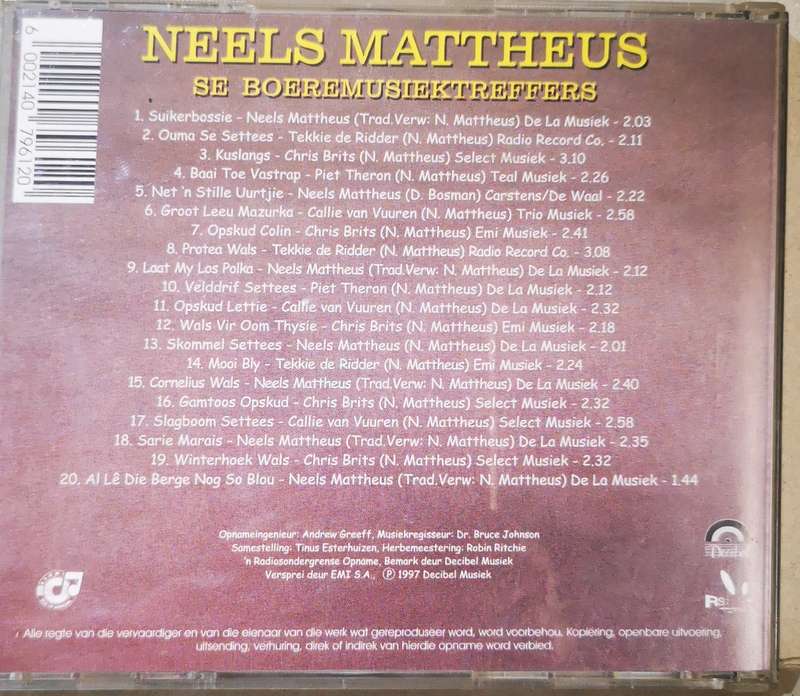 NEELS MATTHEUS
SE BOEREMUSIEKTREFFERS
1. Suikerbossie - Neels Mattheus (Trad.Verw: N. Mattheus) De La Musiek - 2.03
2. Ouma Se Settees - Tekkie de Ridder (N. Mattheus) Radio Record Co. - 2.11
3. Kuslangs - Chris Brits (N. Mattheus) Select Musiek - 3.10
4. Baai Toe Vastrap - Piet Theron (N. Mattheus) Teal Musiek - 2.26
5. Net 'n Stille Uurtjie - Neels Mattheus (D. Bosman) Carstens/De Waal - 2.22
6. Groot Leeu Mazurka - Callie van Vuuren (N. Mattheus) Trio Musiek - 2.58
7. Opskud Colin - Chris Brits (N. Mattheus) Emi Musiek - 2.41
8. Protea Wals - Tekkie de Ridder (N. Mattheus) Radio Record Co. - 3.08
9. Laat My Los Polka - Neels Mattheus (Trad.Verw: N. Mattheus) De La Musiek - 2.12
10. Velddrif Settees - Piet Theron (N. Mattheus) De La Musiek - 2.12
11. Opskud Lettie - Callie van Vuuren (N. Mattheus) De La Musiek - 2.32
12. Wals Vir Oom Thysie - Chris Brits (N. Mattheus) Emi Musiek - 2.18
13. Skommel Settees - Neels Mattheus (N. Mattheus) De La Musiek - 2.01
14. Mooi Bly - Tekkie de Ridder (N. Mattheus) Emi Musiek - 2.24
15. Cornelius Wals - Neels Mattheus (Trad.Verw: N. Mattheus) De La Musiek - 2.40
16. Gamtoos Opskud - Chris Brits (N. Mattheus) Select Musiek - 2.32
17. Slagboom Settees - Callie van Vuuren (N. Mattheus) Select Musiek - 2.58
18. Sarie Marais - Neels Mattheus (Trad.Verw: N. Mattheus) De La Musiek - 2.35
19. Winterhoek Wals - Chris Brits (N. Mattheus) Select Musiek - 2.32
20. Al Lê Die Berge Nog So Blou - Neels Mattheus (Trad.Verw: N. Mattheus) De La Musiek - 1.44
Opnameingenieur: Andrew Greeff, Musiekregisseur: Dr. Bruce Johnson
Samestelling: Tinus Esterhuizen, Herbemeestering: Robin Ritchie
'n Radiosondergrense Opname, Bemark deur Decibel Musiek
Versprei deur EMI S.A., Ⓟ 1997 Decibel Musiek
Alle regte van die vervaardiger en van die eienaar van die werk wat gereproduseer word, word voorbehou. Kopiëring, openbare uitvoering,
uitsending, verhuring, direk of indirek van hierdie opname word verbied.
6 002140 796120
Decibel